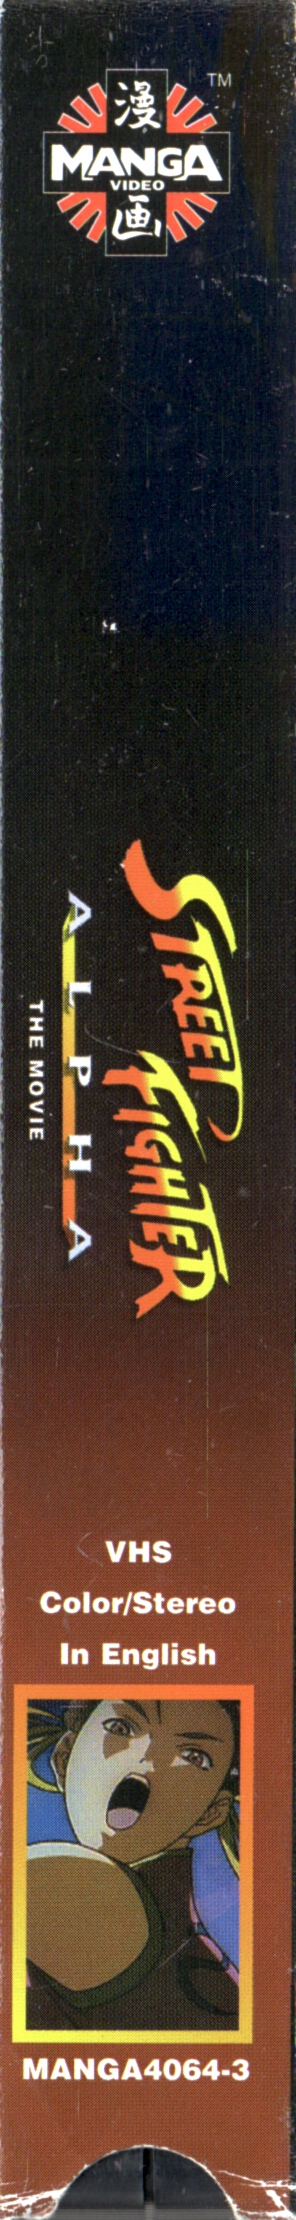 漫
MANGA
VIDEO
画
TM
STREET
FIGHTER
ALPHA
THE MOVIE
VHS
Color/Stereo
In English
MANGA4064-3